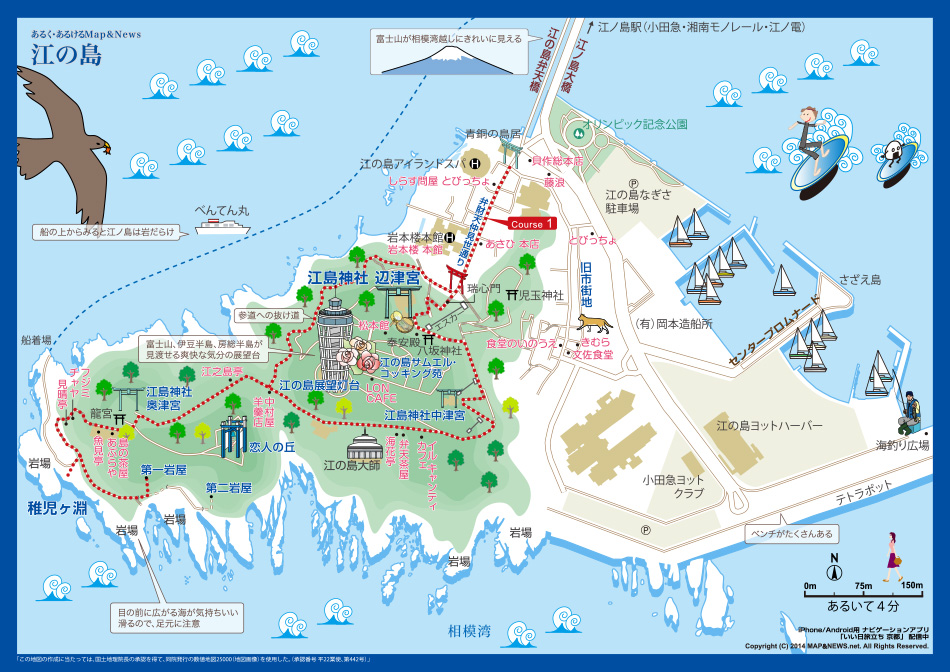 あるく・あるけるMap&News
江の島
富士山が相模湾越しにきれいに見える
江の島弁天橋
江ノ島大橋
江ノ島駅（小田急・湘南モノレール・江ノ電）
青銅の鳥居
オリンピック記念公園
江の島アイランドスパ
H
貝作総本店
しらす問屋 とびっちょ
藤浪
P
江の島なぎさ
駐車場
べんてん丸
船の上からみると江ノ島は岩だらけ
弁財天仲見世通り
Course 1
岩本楼本館
H
岩本楼 本館
あさひ 本店
とびっちょ
旧市街地
江島神社 辺津宮
瑞心門
児玉神社
さざえ島
参道への抜け道
松本館
エスカー
（有）岡本造船所
センタープロムナード
船着場
富士山、伊豆半島、房総半島が
見渡せる爽快な気分の展望台
奉安殿
八坂神社
食堂のいのうえ
きむら
文佐食堂
江の島サムエル・
コッキング苑
江之島亭
江の島展望灯台
LON
CAFE
フジミチャヤ
見晴亭
江島神社
奥津宮
中村屋
羊羹店
江島神社中津宮
龍宮
恋人の丘
江の島ヨットハーバー
魚見亭
あぶらや
島の茶屋
江の島大師
海花亭
弁天茶屋
イル キャンティ
カフェ
海釣り広場
岩場
第一岩屋
第二岩屋
小田急ヨット
クラブ
テトラポット
稚児ヶ淵
岩場
岩場
岩場
岩場
P
ベンチがたくさんある
N
0m 75m 150m
あるいて４分
目の前に広がる海が気持ちいい
滑るので、足元に注意
相模湾
iPhone/Android用 ナビゲーションアプリ
「いい日旅立ち 京都」 配信中
Copyright (C) 2014 MAP&NEWS.net. All Rights Reserved.
「この地図の作成に当たっては、国土地理院長の承認を得て、同院発行の数値地図25000（地図画像）を使用した。（承認番号 平22業使、第442号）」